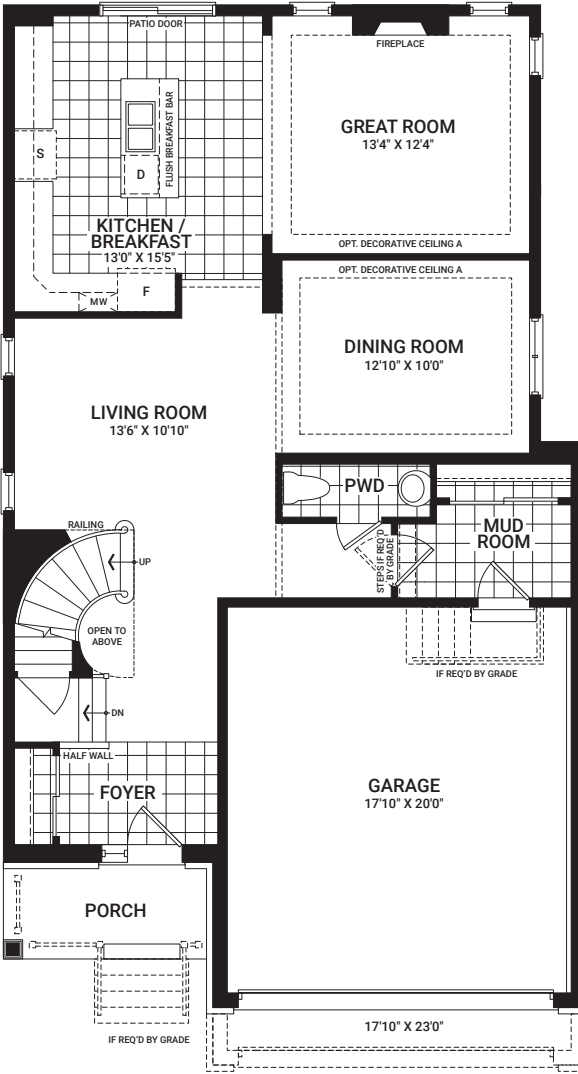 PATIO DOOR
FIREPLACE
GREAT ROOM
13'4" X 12'4"
FLUSH BREAKFAST BAR
S
D
KITCHEN /
BREAKFAST
13'0" X 15'5"
OPT. DECORATIVE CEILING A
OPT. DECORATIVE CEILING A
F
MW
DINING ROOM
12'10" X 10'0"
LIVING ROOM
13'6" X 10'10"
PWD
RAILING
MUD
ROOM
STEPS IF REQ'D
BY GRADE
UP
OPEN TO
ABOVE
IF REQ'D BY GRADE
DN
HALF WALL
FOYER
GARAGE
17'10" X 20'0"
PORCH
17'10" X 23'0"
IF REQ'D BY GRADE